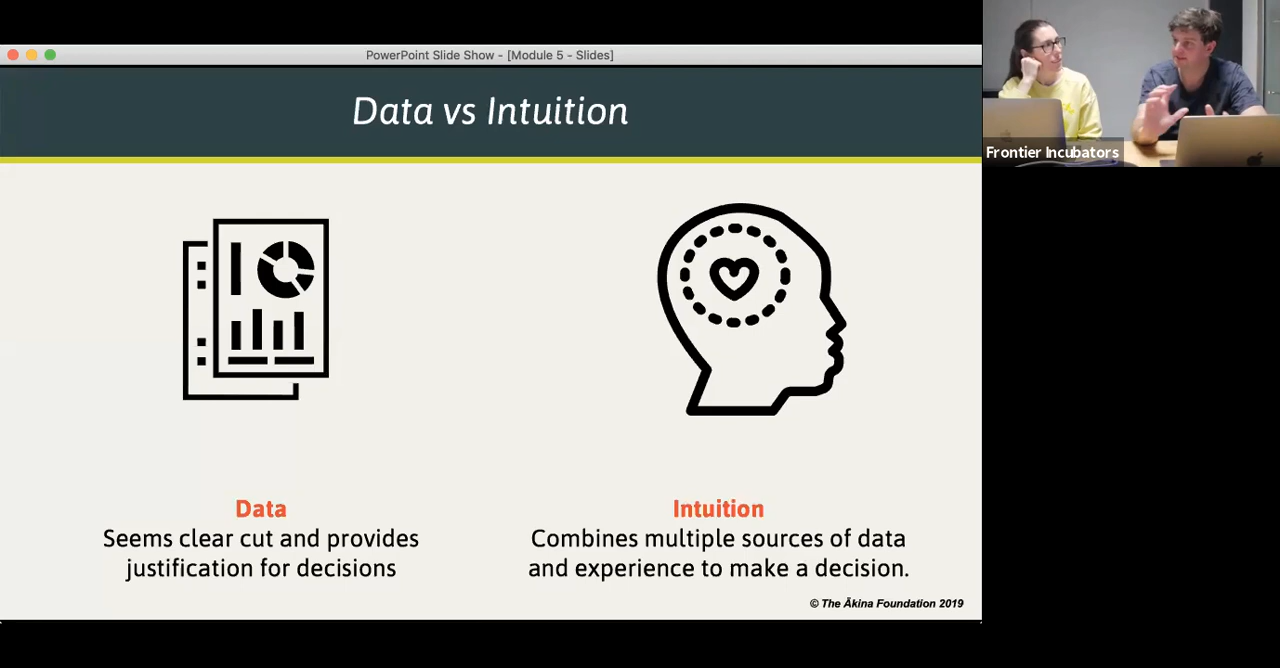 PowerPoint Slide Show - [Module 5 - Slides]
Data vs Intuition
Frontier Incubators
Data
Seems clear cut and provides
justification for decisions
Intuition
Combines multiple sources of data
and experience to make a decision.
© The Ākina Foundation 2019